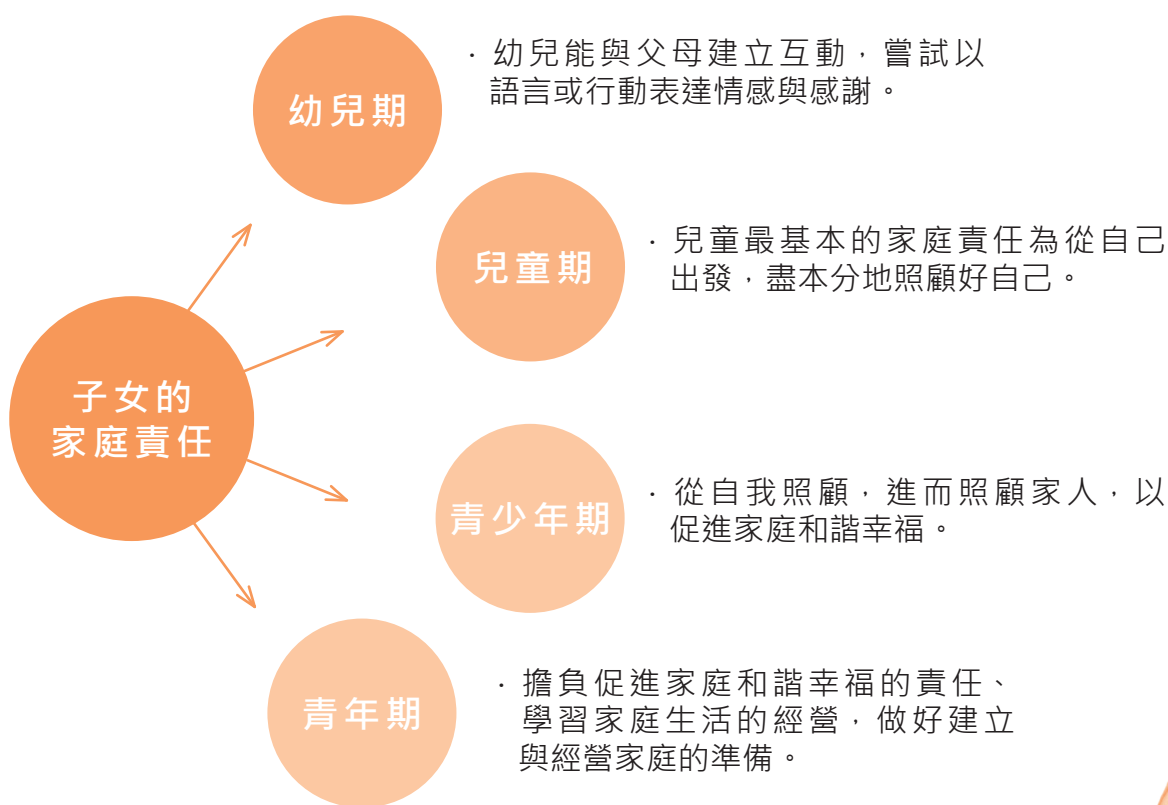 幼兒期
· 幼兒能與父母建立互動，嘗試以
語言或行動表達情感與感謝。
兒童期
· 兒童最基本的家庭責任為從自己
出發，盡本分地照顧好自己。
子女的
家庭責任
青少年期
· 從自我照顧，進而照顧家人，以
促進家庭和諧幸福。
青年期
· 擔負促進家庭和諧幸福的責任、
學習家庭生活的經營，做好建立
與經營家庭的準備。